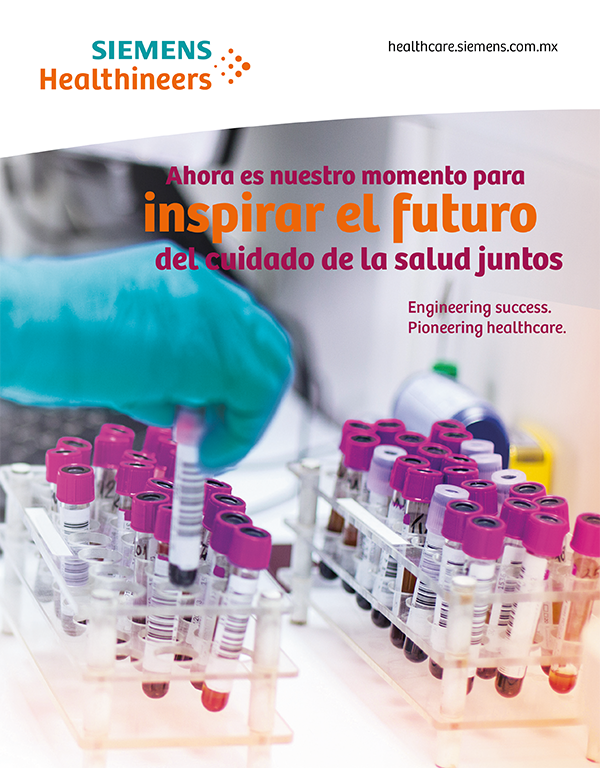 SIEMENS
Healthineers
healthcare.siemens.com.mx
Ahora es nuestro momento para
inspirar el futuro
del cuidado de la salud juntos
Engineering success.
Pioneering healthcare.